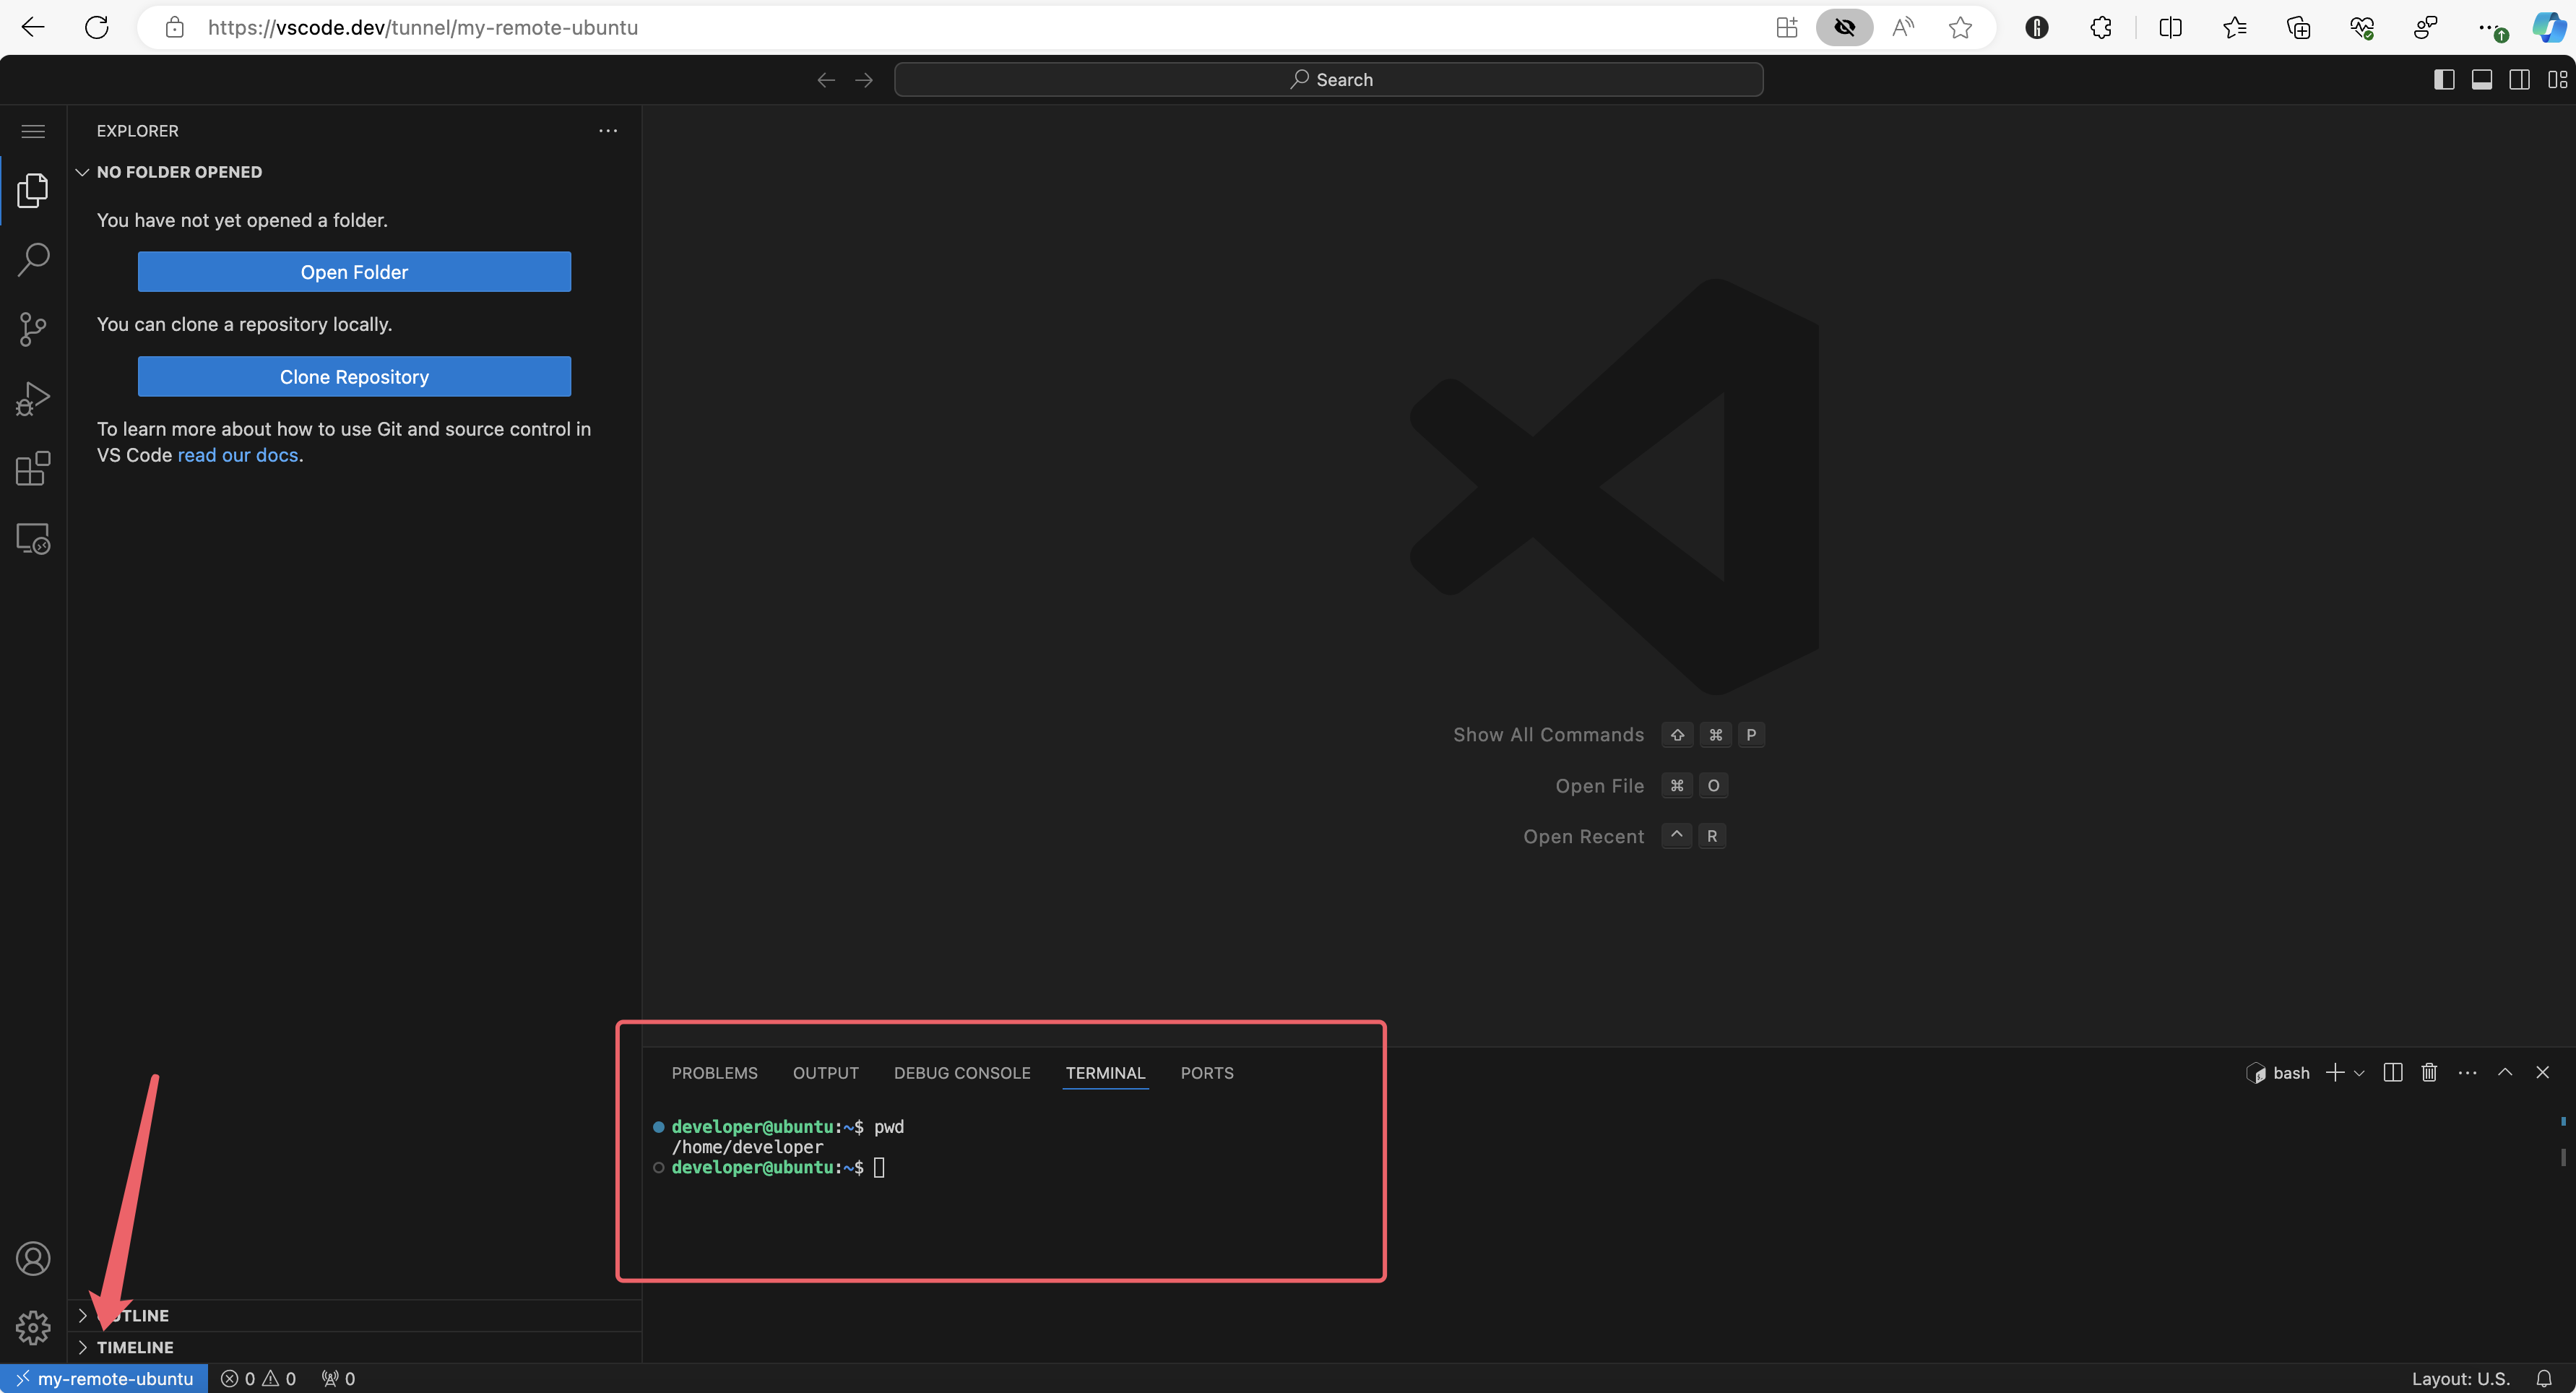 https://vscode.dev/tunnel/my-remote-ubuntu
Search
EXPLORER
NO FOLDER OPENED
You have not yet opened a folder.
Open Folder
You can clone a repository locally.
Clone Repository
To learn more about how to use Git and source control in
VS Code read our docs.
Show All Commands ⇧ ⌘ P
Open File ⌘ O
Open Recent ^ R
PROBLEMS OUTPUT DEBUG CONSOLE TERMINAL PORTS
bash
developer@ubuntu:~$ pwd
/home/developer
developer@ubuntu:~$
TLINE
TIMELINE
my-remote-ubuntu 0 0 0
Layout: U.S.